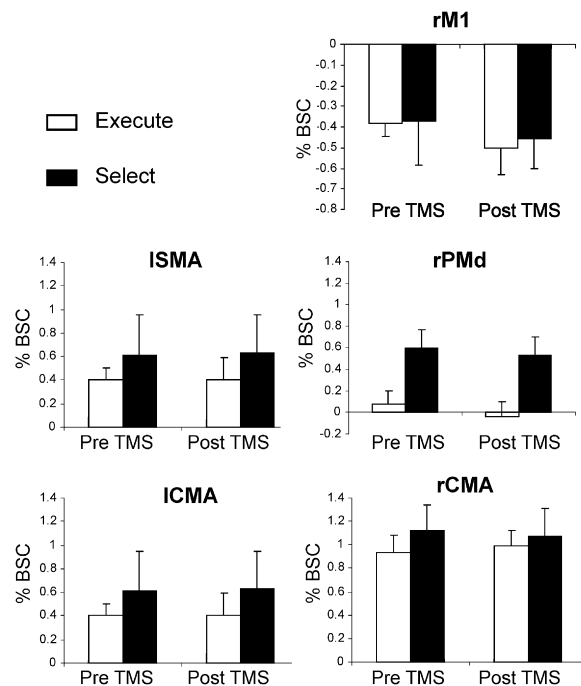 rM1
Execute
Select
% BSC
0
-0.1
-0.2
-0.3
-0.4
-0.5
-0.6
-0.7
-0.8
Pre TMS Post TMS
lSMA
% BSC
1.4
1.2
1
0.8
0.6
0.4
0.2
0
Pre TMS Post TMS
rPMd
% BSC
1.4
1.2
1
0.8
0.6
0.4
0.2
0
-0.2
Pre TMS Post TMS
lCMA
% BSC
1.4
1.2
1
0.8
0.6
0.4
0.2
0
Pre TMS Post TMS
rCMA
% BSC
1.4
1.2
1
0.8
0.6
0.4
0.2
0
Pre TMS Post TMS